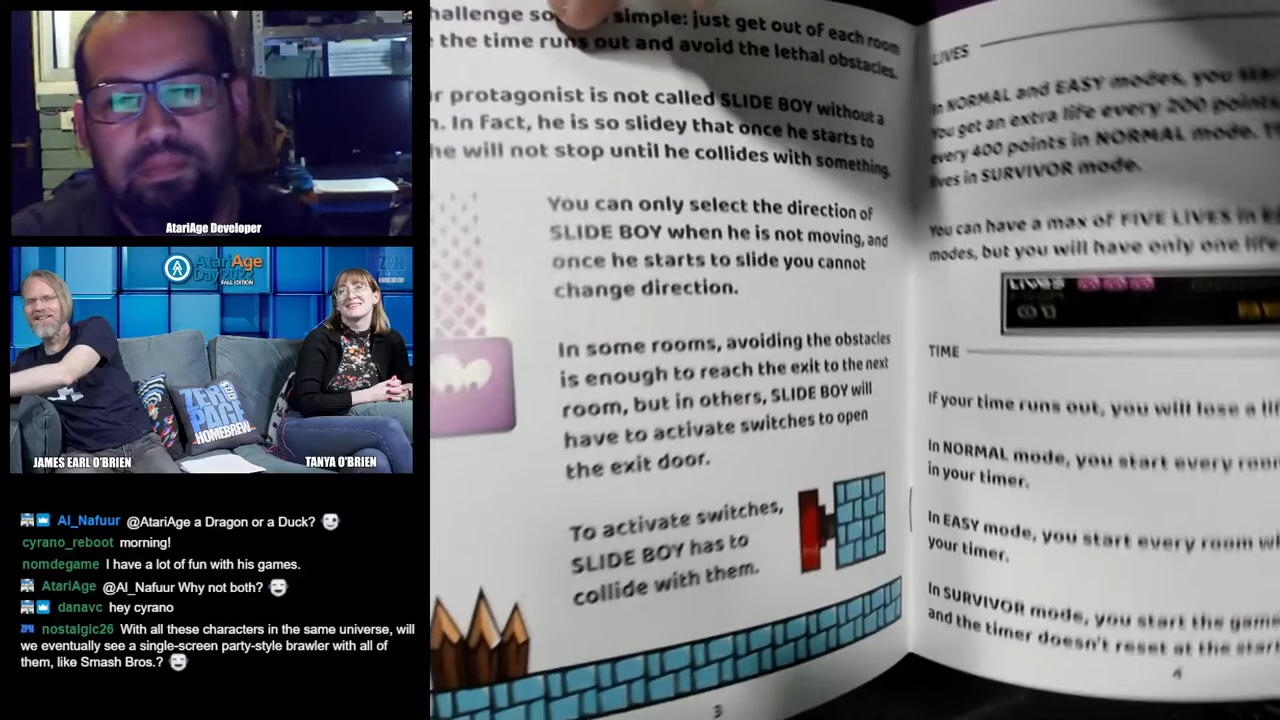 AtariAge Developer
AtariAge
Day 2022
FALL EDITION
ZERO
PAGE
HOMEBREW
JAMES EARL O'BRIEN
TANYA O'BRIEN
Al_Nafuur @AtariAge a Dragon or a Duck?
cyrano_reboot morning!
nomdegame I have a lot of fun with his games.
AtariAge @Al_Nafuur Why not both?
danavc hey cyrano
nostalgic26 With all these characters in the same universe, will
we eventually see a single-screen party-style brawler with all of
them, like Smash Bros.?
hallenge so simple: just get out of each room
the time runs out and avoid the lethal obstacles.
r protagonist is not called SLIDE BOY without a
n. In fact, he is so slidey that once he starts to
he will not stop until he collides with something.
You can only select the direction of
SLIDE BOY when he is not moving, and
once he starts to slide you cannot
change direction.
In some rooms, avoiding the obstacles
is enough to reach the exit to the next
room, but in others, SLIDE BOY will
have to activate switches to open
the exit door.
To activate switches,
SLIDE BOY has to
collide with them.
3
LIVES
In NORMAL and EASY modes, you star
You get an extra life every 200 points
every 400 points in NORMAL mode. T
lives in SURVIVOR mode.
You can have a max of FIVE LIVES in E
modes, but you will have only one life
LIVES
TIME
If your time runs out, you will lose a lif
In NORMAL mode, you start every room
in your timer.
In EASY mode, you start every room wi
your timer.
In SURVIVOR mode, you start the game
and the timer doesn't reset at the start
4